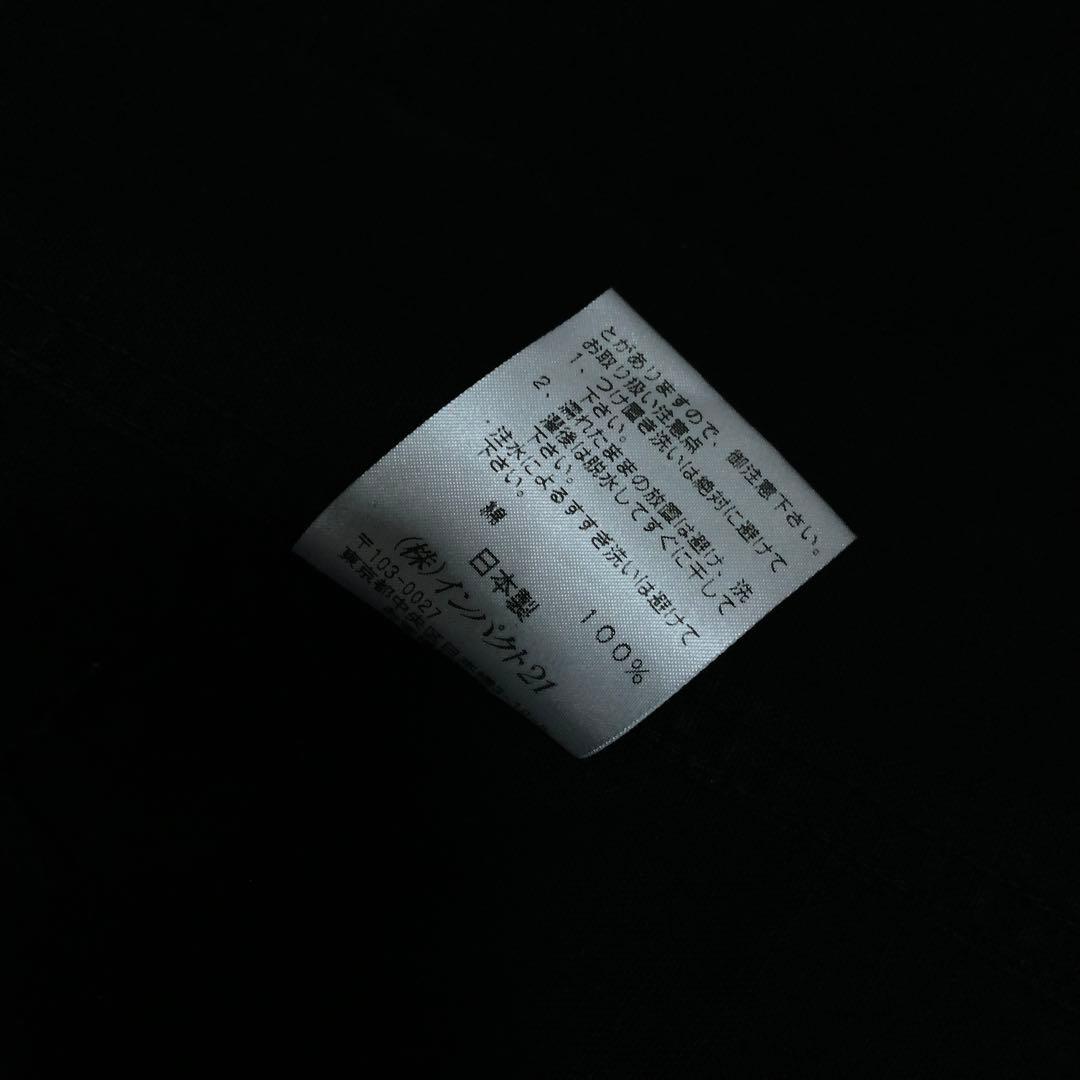 とがありますので、御注意下さい。
お取り扱い注意点
1、つけ置き洗いは絶対に避けて
下さい。
2、濡れたままの放置は避け、洗
濯後は脱水してすぐに干して
下さい。
・注水によるすすぎ洗いは避けて
下さい。
綿 100%
日本製
(株)インパクト21
〒103-0027
東京都中央区日本橋